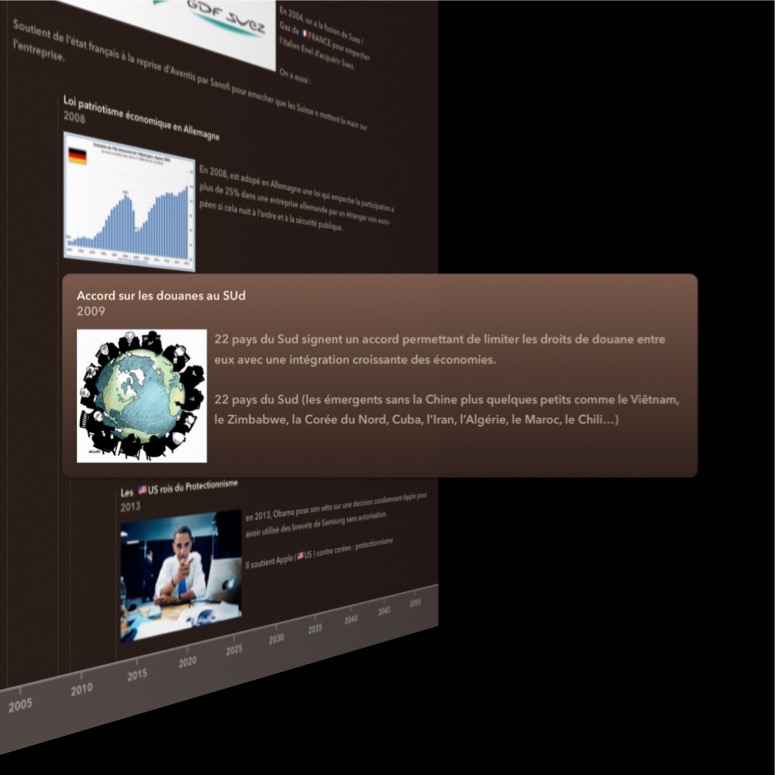 GDF SUEZ
En 2004, on a la fusion de Suez /
Gaz de FRANCE pour empecher
l'italien Enel d'acquérir Suez.
On a aussi :
Soutient de l'état français à la reprise d'Aventis par Sanofi pour emecher que les Suisse n mettent la main sur
l'entreprise.
Loi patriotisme économique en Allemagne
2008
En 2008, est adopé en Allemagne une loi qui empeche la participation a
plus de 25% dans une entreprise allemande par un étranger non euro-
péen si cela nuit à l'ordre et à la sécurité publique.
Accord sur les douanes au SUd
2009
22 pays du Sud signent un accord permettant de limiter les droits de douane entre
eux avec une intégration croissante des économies.
22 pays du Sud (les émergents sans la Chine plus quelques petits comme le Viêtnam,
le Zimbabwe, la Corée du Nord, Cuba, l'Iran, l'Algérie, le Maroc, le Chili...)
Les US rois du Protectionnisme
2013
en 2013, Obama pose son véto sur une decision condamnant Apple pour
avoir utilisé des brevets de Samsung sans autorisation.
Il soutient Apple ( US ) contre coréen : protectionnisme
2005 2010 2015 2020 2025 2030 2035 2040 2045 2050